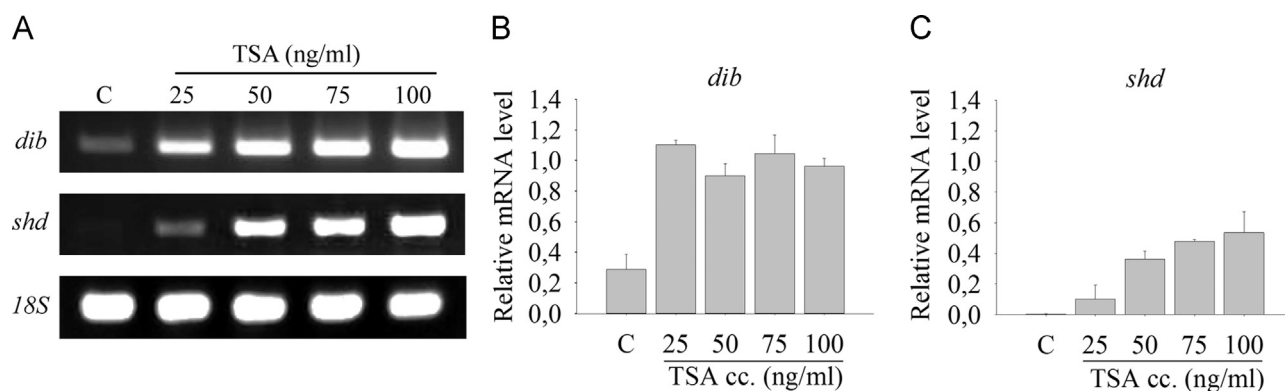 A
TSA (ng/ml)
C 25 50 75 100
dib
shd
18S
B
dib
Relative mRNA level
1,4
1,2
1,0
0,8
0,6
0,4
0,2
0,0
C 25 50 75 100
TSA cc. (ng/ml)
C
shd
Relative mRNA level
1,4
1,2
1,0
0,8
0,6
0,4
0,2
0,0
C 25 50 75 100
TSA cc. (ng/ml)